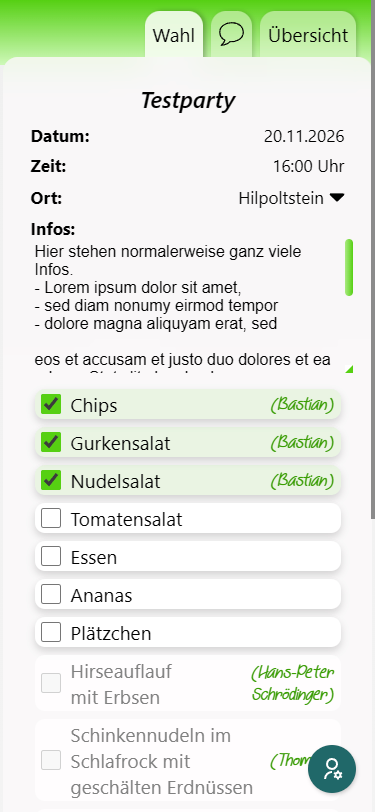 Wahl
Übersicht
Testparty
Datum: 20.11.2026
Zeit: 16:00 Uhr
Ort: Hilpoltstein
Infos:
Hier stehen normalerweise ganz viele
Infos.
- Lorem ipsum dolor sit amet,
- sed diam nonumy eirmod tempor
- dolore magna aliquyam erat, sed
eos et accusam et justo duo dolores et ea
Chips (Bastian)
Gurkensalat (Bastian)
Nudelsalat (Bastian)
Tomatensalat
Essen
Ananas
Plätzchen
Hirseauflauf (Hans-Peter
mit Erbsen Schrödinger)
Schinkennudeln im
Schlafrock mit
geschälten Erdnüssen